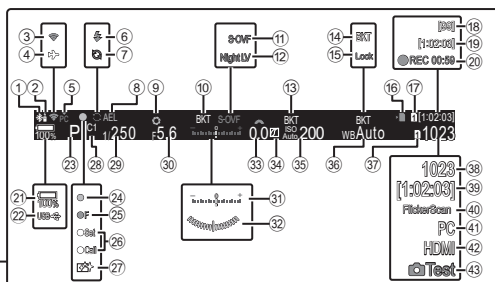 ③ ⑥ ⑪ S-OVF ⑭ BKT [99] ⑱
④ ⑦ Night LV ⑫ ⑮ Lock [1:02:03] ⑲
REC 00:59 ⑳
① ② ⑤ ⑧ ⑨ ⑩ ⑬ ⑯ ⑰
PC AEL BKT S-OVF BKT 1 [1:02:03]
100% P C1 1/250 F5.6 − 0 + 0.0 ISO Auto 200 WB Auto 1023
㉓ ㉘ ㉙ ㉚ ㉝ ㉞ ㉟ ㊱ ㊲
1023 ㊳
㉑ 100% ㉔ − + ㉛ [1:02:03] ㊴
㉒ USB F ㉕ ㉜ FlickerScan ㊵
Set PC ㊶
Call ㉖ HDMI ㊷
㉗ Test ㊸